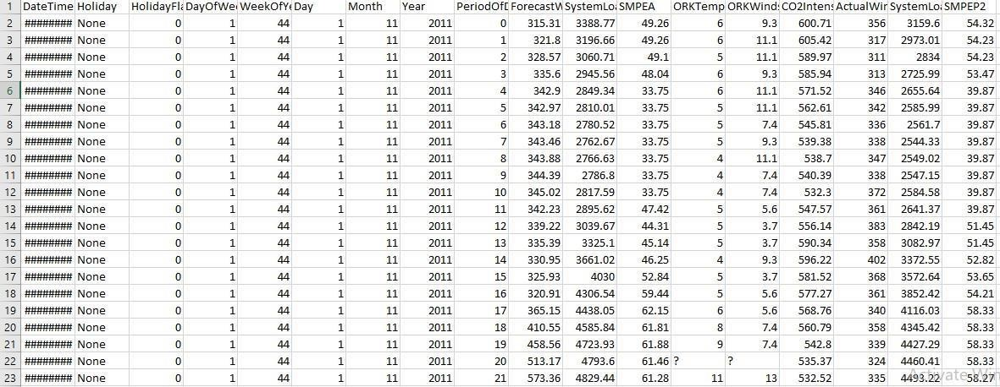 1 DateTime Holiday HolidayFla DayOfWee WeekOfYe Day Month Year PeriodOfD ForecastW SystemLoa SMPEA ORKTemp ORKWinds CO2Intens ActualWin SystemLoa SMPEP2
2 ######## None 0 1 44 1 11 2011 0 315.31 3388.77 49.26 6 9.3 600.71 356 3159.6 54.32
3 ######## None 0 1 44 1 11 2011 1 321.8 3196.66 49.26 6 11.1 605.42 317 2973.01 54.23
4 ######## None 0 1 44 1 11 2011 2 328.57 3060.71 49.1 5 11.1 589.97 311 2834 54.23
5 ######## None 0 1 44 1 11 2011 3 335.6 2945.56 48.04 6 9.3 585.94 313 2725.99 53.47
6 ######## None 0 1 44 1 11 2011 4 342.9 2849.34 33.75 6 11.1 571.52 346 2655.64 39.87
7 ######## None 0 1 44 1 11 2011 5 342.97 2810.01 33.75 5 11.1 562.61 342 2585.99 39.87
8 ######## None 0 1 44 1 11 2011 6 343.18 2780.52 33.75 5 7.4 545.81 336 2561.7 39.87
9 ######## None 0 1 44 1 11 2011 7 343.46 2762.67 33.75 5 9.3 539.38 338 2544.33 39.87
10 ######## None 0 1 44 1 11 2011 8 343.88 2766.63 33.75 4 11.1 538.7 347 2549.02 39.87
11 ######## None 0 1 44 1 11 2011 9 344.39 2786.8 33.75 4 7.4 540.39 338 2547.15 39.87
12 ######## None 0 1 44 1 11 2011 10 345.02 2817.59 33.75 4 7.4 532.3 372 2584.58 39.87
13 ######## None 0 1 44 1 11 2011 11 342.23 2895.62 47.42 5 5.6 547.57 361 2641.37 39.87
14 ######## None 0 1 44 1 11 2011 12 339.22 3039.67 44.31 5 3.7 556.14 383 2842.19 51.45
15 ######## None 0 1 44 1 11 2011 13 335.39 3325.1 45.14 5 3.7 590.34 358 3082.97 51.45
16 ######## None 0 1 44 1 11 2011 14 330.95 3661.02 46.25 4 9.3 596.22 402 3372.55 52.82
17 ######## None 0 1 44 1 11 2011 15 325.93 4030 52.84 5 3.7 581.52 368 3572.64 53.65
18 ######## None 0 1 44 1 11 2011 16 320.91 4306.54 59.44 5 5.6 577.27 361 3852.42 54.21
19 ######## None 0 1 44 1 11 2011 17 365.15 4438.05 62.15 6 5.6 568.76 340 4116.03 58.33
20 ######## None 0 1 44 1 11 2011 18 410.55 4585.84 61.81 8 7.4 560.79 358 4345.42 58.33
21 ######## None 0 1 44 1 11 2011 19 458.56 4723.93 61.88 9 7.4 542.8 339 4427.29 58.33
22 ######## None 0 1 44 1 11 2011 20 513.17 4793.6 61.46 ? ? 535.37 324 4460.41 58.33
23 ######## None 0 1 44 1 11 2011 21 573.36 4829.44 61.28 11 13 532.52 335 4493.22 58.27
Activate Win